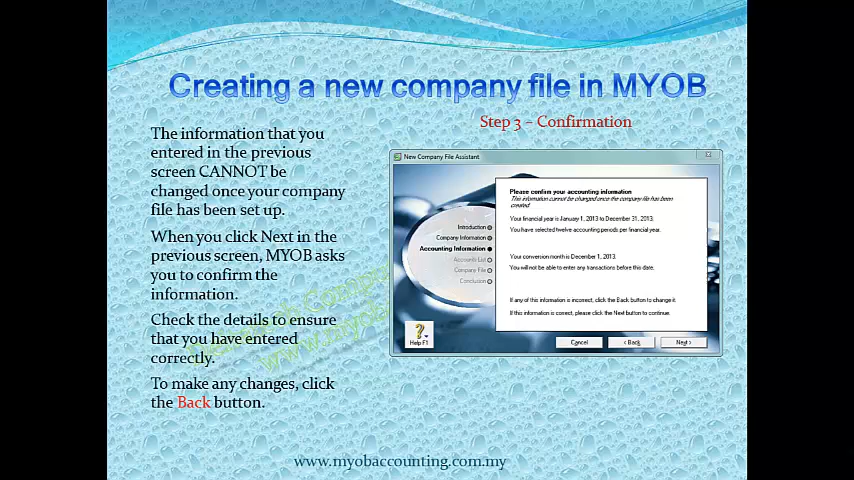 Creating a new company file in MYOB
Step 3 – Confirmation
The information that you
entered in the previous
screen CANNOT be
changed once your company
file has been set up.
When you click Next in the
previous screen, MYOB asks
you to confirm the
information.
Check the details to ensure
that you have entered
correctly.
To make any changes, click
the Back button.
New Company File Assistant
Introduction
Company Information
Accounting Information
Accounts List
Company File
Conclusion
Please confirm your accounting information
This information cannot be changed once the company file has been
created
Your financial year is January 1, 2013 to December 31, 2013.
You have selected twelve accounting periods per financial year.
Your conversion month is December 1, 2013.
You will not be able to enter any transactions before this date.
If any of this information is incorrect, click the Back button to change it.
If this information is correct, please click the Next button to continue.
Help F1
Cancel
< Back
Next >
www.myobaccounting.com.my